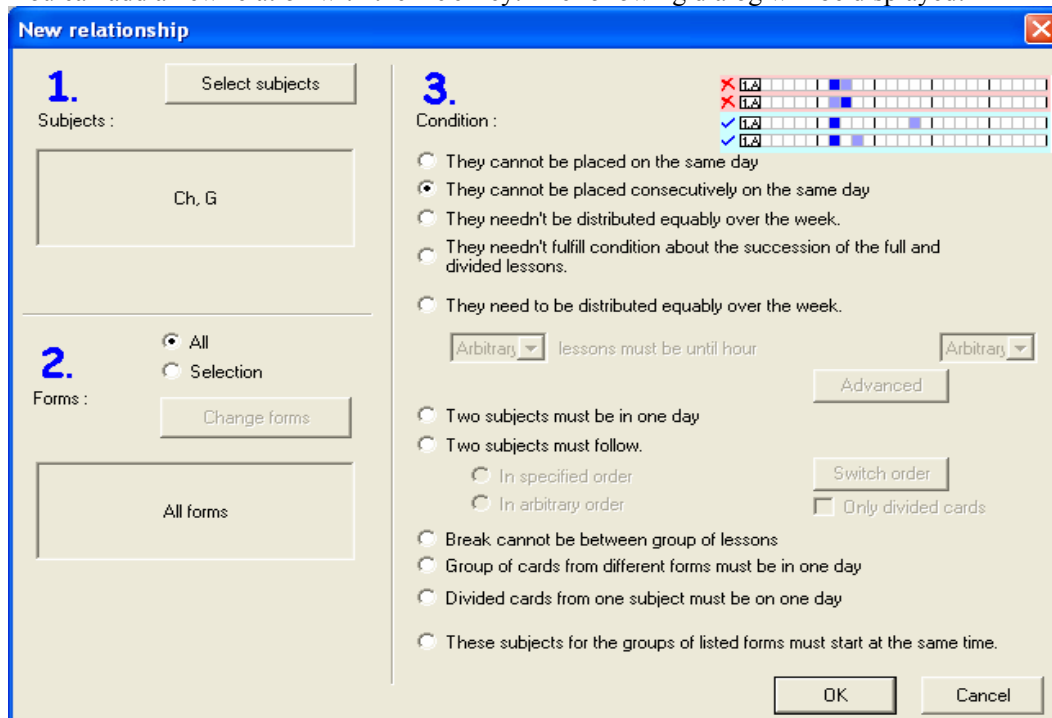 New relationship
1.
Select subjects
Subjects :
Ch, G
2.
All
Selection
Forms :
Change forms
All forms
3.
Condition :
1.A
1.A
1.A
1.A
They cannot be placed on the same day
They cannot be placed consecutively on the same day
They needn't be distributed equably over the week.
They needn't fulfill condition about the succession of the full and
divided lessons.
They need to be distributed equably over the week.
Arbitrary lessons must be until hour Arbitrary
Advanced
Two subjects must be in one day
Two subjects must follow.
In specified order
Switch order
In arbitrary order
Only divided cards
Break cannot be between group of lessons
Group of cards from different forms must be in one day
Divided cards from one subject must be on one day
These subjects for the groups of listed forms must start at the same time.
OK
Cancel